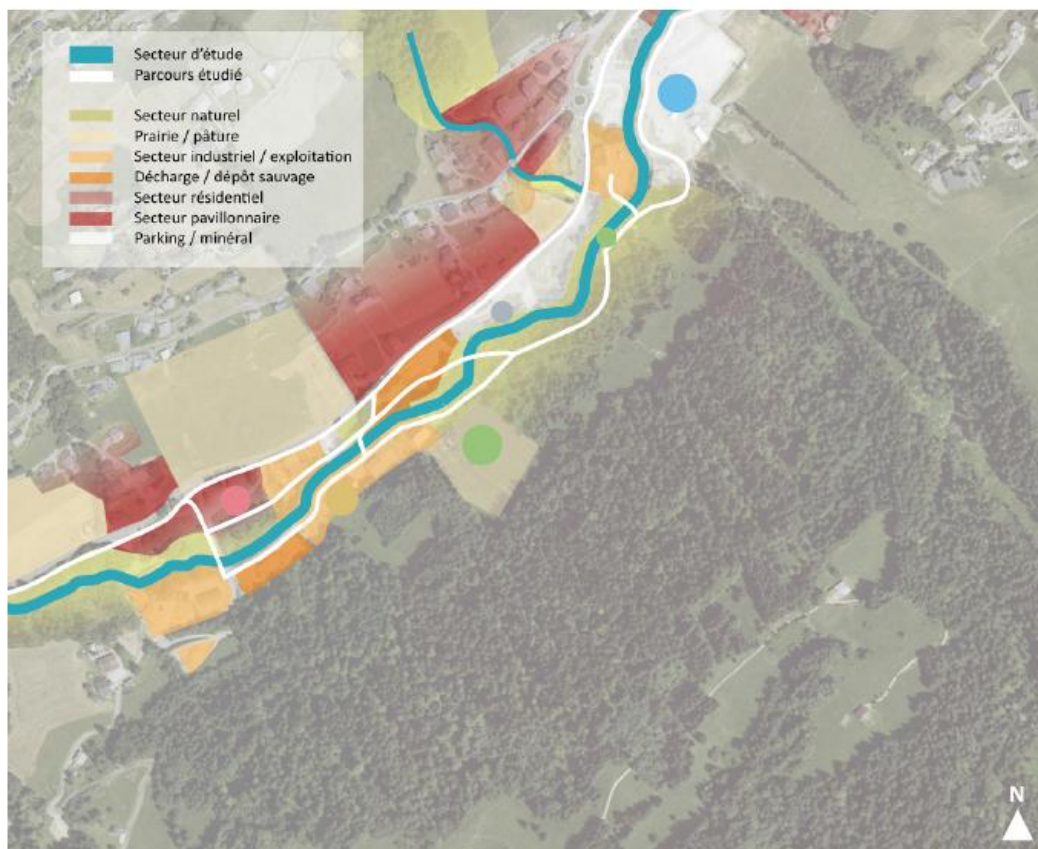 Secteur d'étude
Parcours étudié
Secteur naturel
Prairie / pâture
Secteur industriel / exploitation
Décharge / dépôt sauvage
Secteur résidentiel
Secteur pavillonnaire
Parking / minéral
N